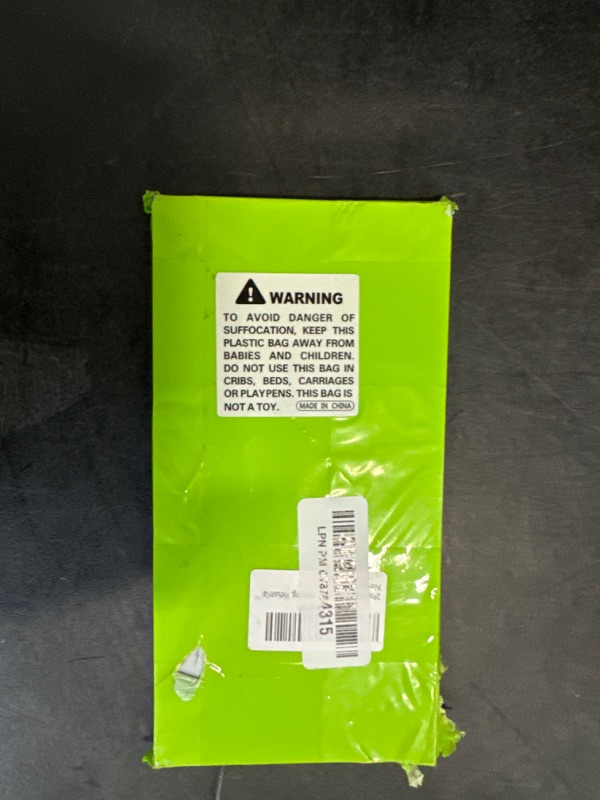 WARNING
TO AVOID DANGER OF
SUFFOCATION, KEEP THIS
PLASTIC BAG AWAY FROM
BABIES AND CHILDREN.
DO NOT USE THIS BAG IN
CRIBS, BEDS, CARRIAGES
OR PLAYPENS. THIS BAG IS
NOT A TOY. MADE IN CHINA
LPN